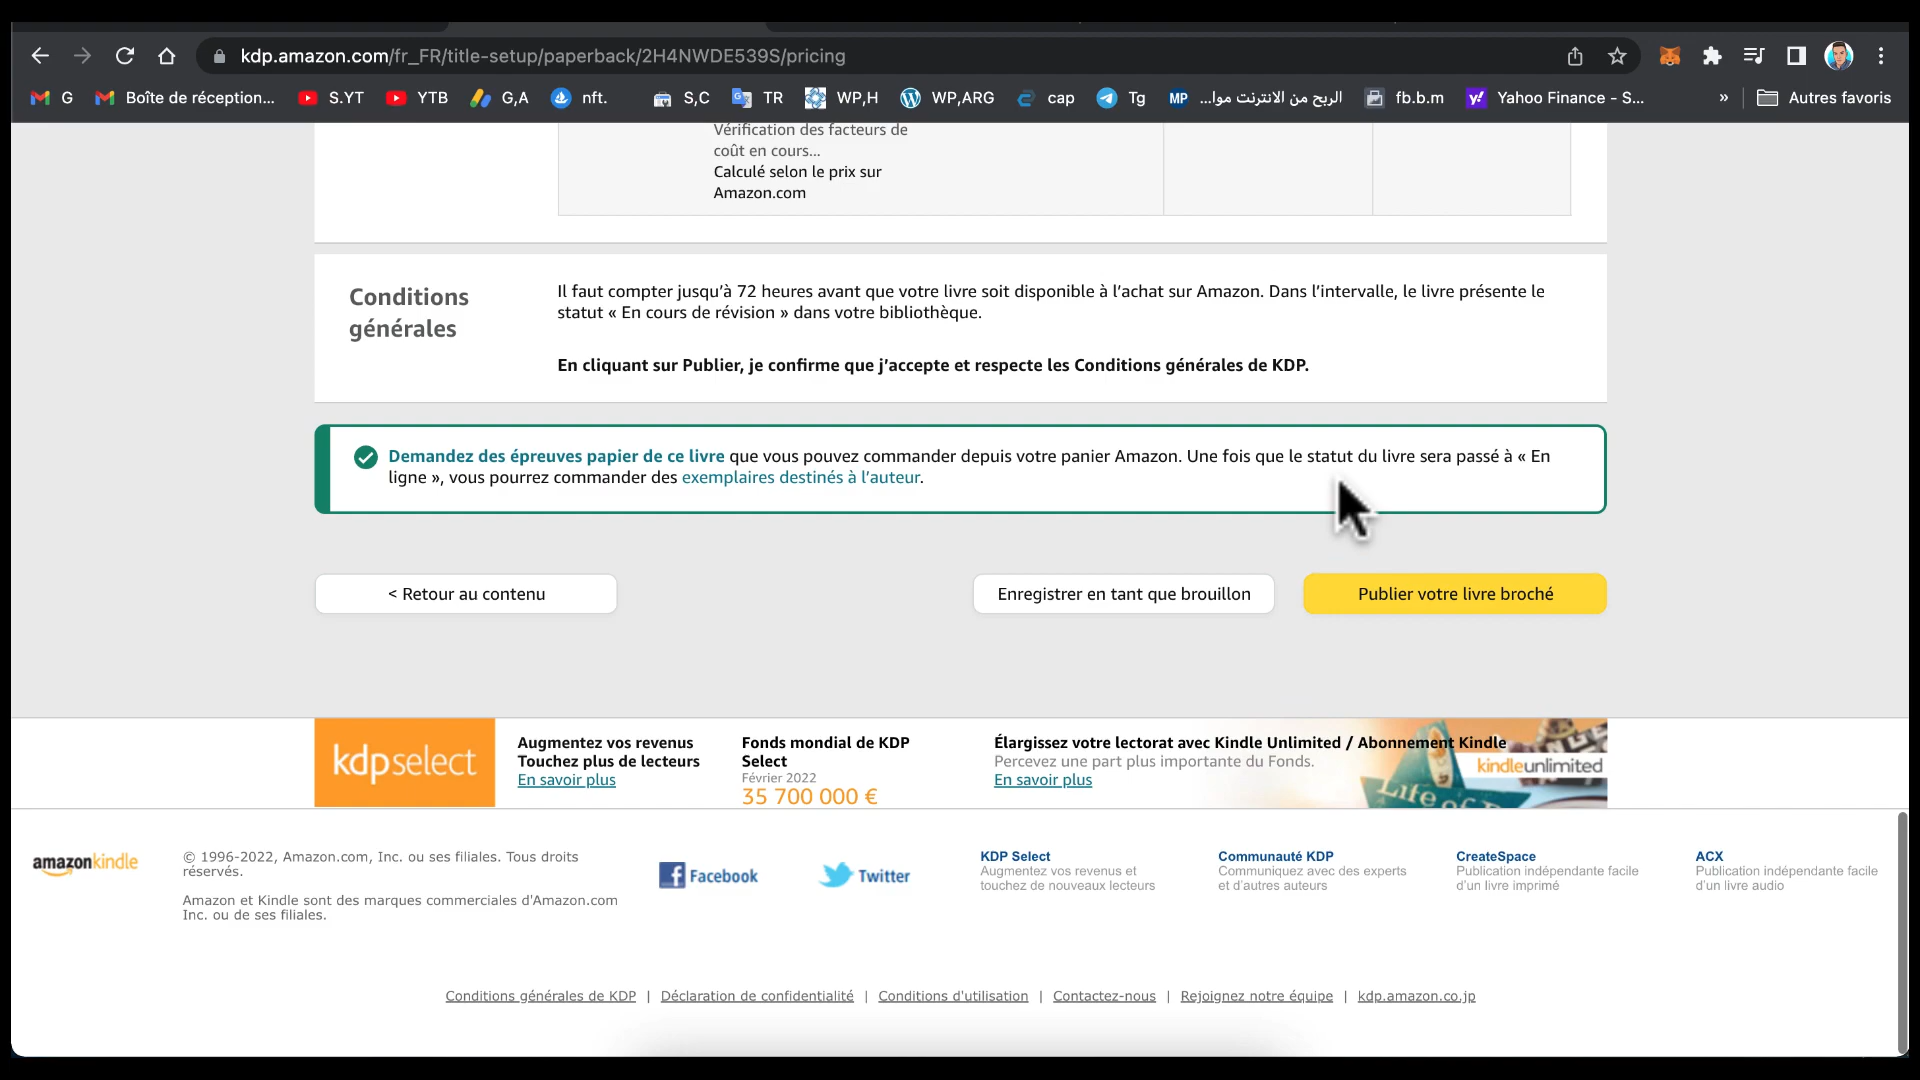 kdp.amazon.com/fr_FR/title-setup/paperback/2H4NWDE539S/pricing
G Boîte de réception... S.YT YTB G,A nft. S,C TR WP,H WP,ARG cap Tg MP الربح من الانترنت موا... fb.b.m Yahoo Finance - S... » Autres favoris
Vérification des facteurs de
coût en cours...
Calculé selon le prix sur
Amazon.com
Conditions
générales
Il faut compter jusqu’à 72 heures avant que votre livre soit disponible à l’achat sur Amazon. Dans l’intervalle, le livre présente le
statut « En cours de révision » dans votre bibliothèque.
En cliquant sur Publier, je confirme que j’accepte et respecte les Conditions générales de KDP.
Demandez des épreuves papier de ce livre que vous pouvez commander depuis votre panier Amazon. Une fois que le statut du livre sera passé à « En
ligne », vous pourrez commander des exemplaires destinés à l’auteur.
< Retour au contenu
Enregistrer en tant que brouillon
Publier votre livre broché
kdpselect
Augmentez vos revenus
Touchez plus de lecteurs
En savoir plus
Fonds mondial de KDP
Select
Février 2022
35 700 000 €
Élargissez votre lectorat avec Kindle Unlimited / Abonnement Kindle
Percevez une part plus importante du Fonds.
En savoir plus
kindleunlimited
Life of
amazonkindle
© 1996-2022, Amazon.com, Inc. ou ses filiales. Tous droits
réservés.
Amazon et Kindle sont des marques commerciales d'Amazon.com
Inc. ou de ses filiales.
Facebook
Twitter
KDP Select
Augmentez vos revenus et
touchez de nouveaux lecteurs
Communauté KDP
Communiquez avec des experts
et d'autres auteurs
CreateSpace
Publication indépendante facile
d'un livre imprimé
ACX
Publication indépendante facile
d'un livre audio
Conditions générales de KDP | Déclaration de confidentialité | Conditions d'utilisation | Contactez-nous | Rejoignez notre équipe | kdp.amazon.co.jp